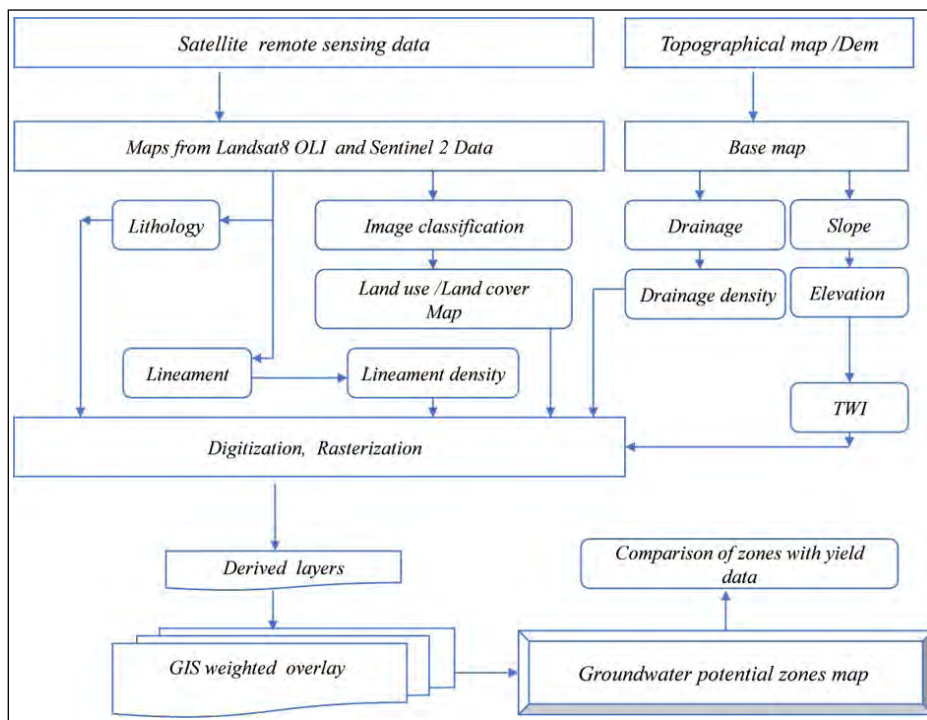 Satellite remote sensing data
Topographical map /Dem
Maps from Landsat8 OLI and Sentinel 2 Data
Base map
Lithology
Image classification
Drainage
Slope
Land use /Land cover
Map
Drainage density
Elevation
Lineament
Lineament density
TWI
Digitization, Rasterization
Derived layers
Comparison of zones with yield
data
GIS weighted overlay
Groundwater potential zones map